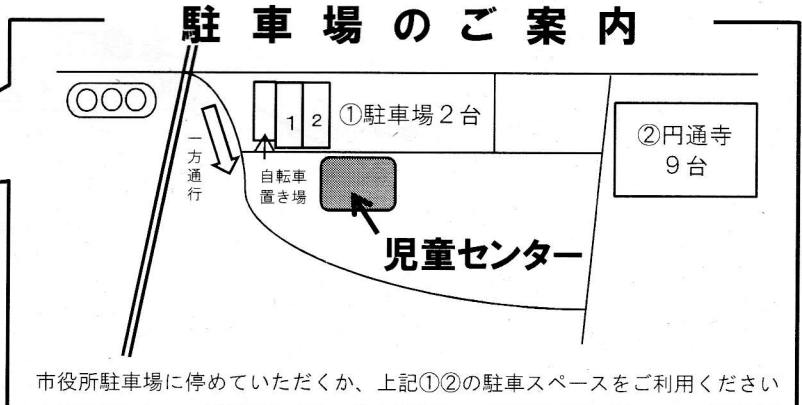 駐車場のご案内
1
2
①駐車場2台
②円通寺
9台
一方通行
自転車
置き場
児童センター
市役所駐車場に停めていただくか、上記①②の駐車スペースをご利用ください